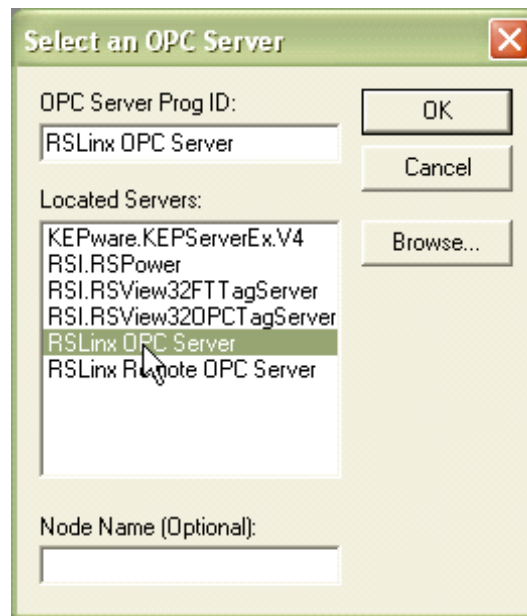 Select an OPC Server
OPC Server Prog ID:
RSLinx OPC Server
OK
Cancel
Located Servers:
KEPware.KEPServerEx.V4
RSI.RSPower
RSI.RSView32FTTagServer
RSI.RSView32OPCTagServer
RSLinx OPC Server
RSLinx Remote OPC Server
Browse...
Node Name (Optional):